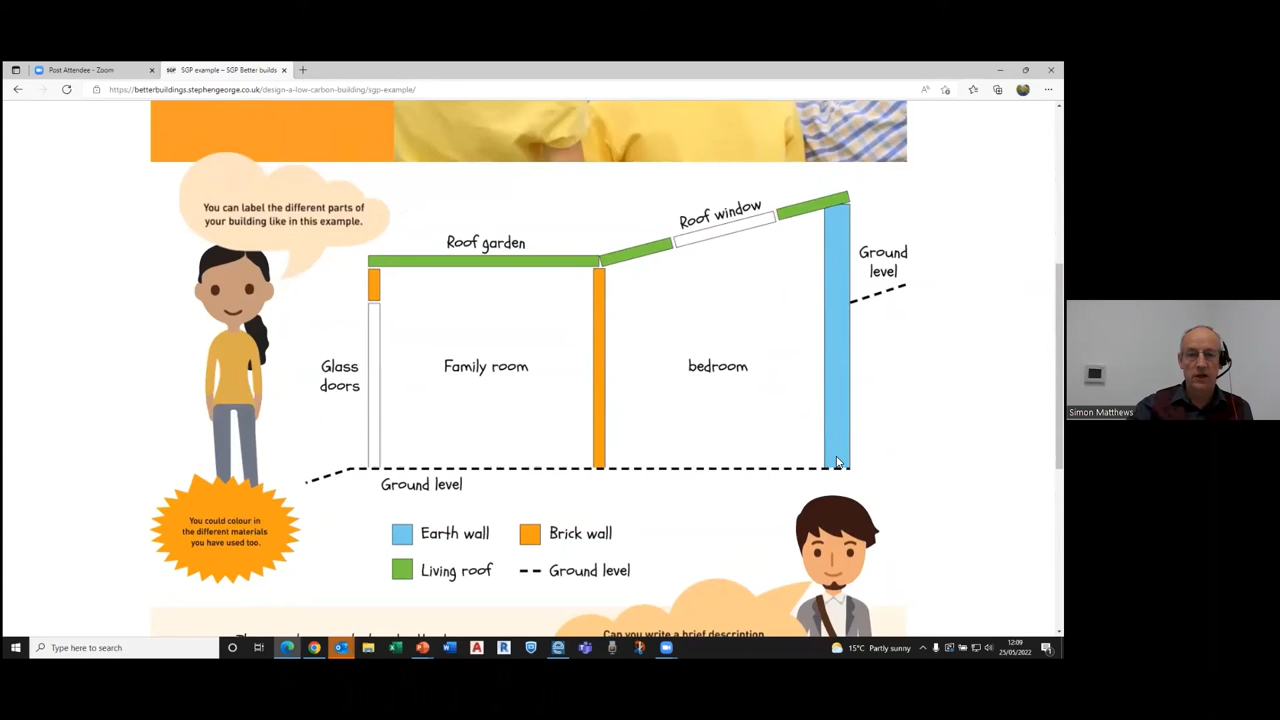 Post Attendee - Zoom
SGP example – SGP Better builds
https://betterbuildings.stephengeorge.co.uk/design-a-low-carbon-building/sgp-example/
You can label the different parts of
your building like in this example.
Roof window
Roof garden
Ground
level
Glass
doors
Family room
bedroom
Ground level
You could colour in
the different materials
you have used too.
Earth wall
Brick wall
Living roof
Ground level
Can you write a brief description
Simon Matthews
Type here to search
15°C Partly sunny
12:09
25/05/2022